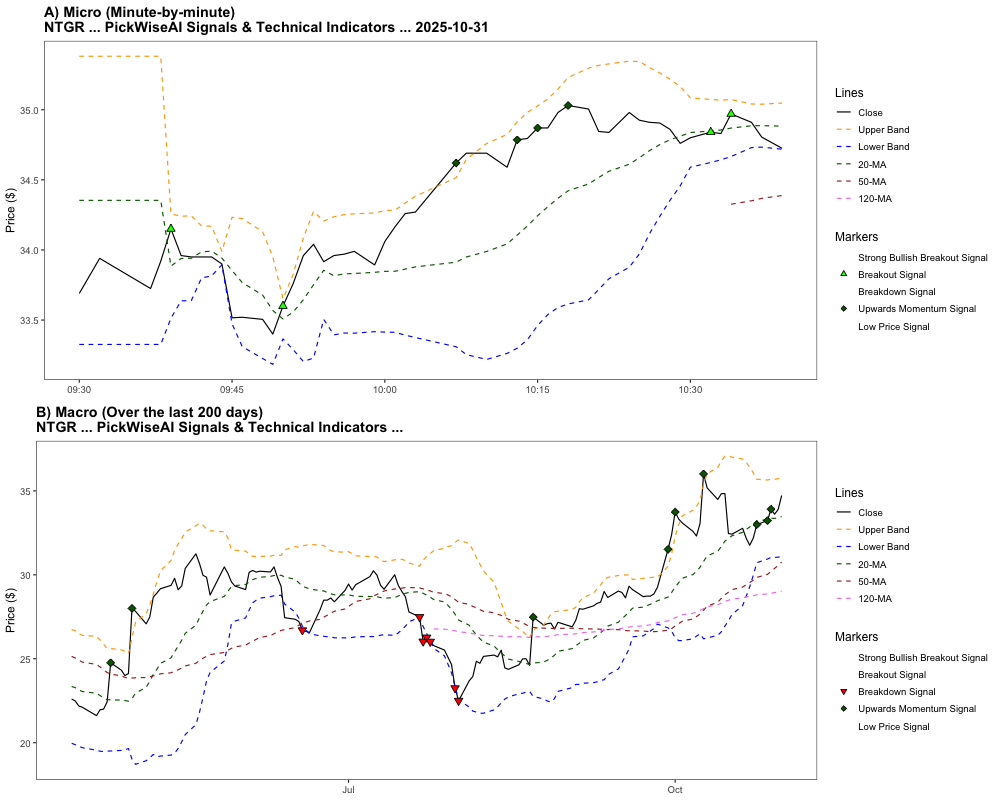 A) Micro (Minute-by-minute)
NTGR ... PickWiseAI Signals & Technical Indicators ... 2025-10-31
Price ($)
35.0
34.5
34.0
33.5
09:30
09:45
10:00
10:15
10:30
Lines
Close
Upper Band
Lower Band
20-MA
50-MA
120-MA
Markers
Strong Bullish Breakout Signal
Breakout Signal
Breakdown Signal
Upwards Momentum Signal
Low Price Signal
B) Macro (Over the last 200 days)
NTGR ... PickWiseAI Signals & Technical Indicators ...
Price ($)
35
30
25
20
Jul
Oct
Lines
Close
Upper Band
Lower Band
20-MA
50-MA
120-MA
Markers
Strong Bullish Breakout Signal
Breakout Signal
Breakdown Signal
Upwards Momentum Signal
Low Price Signal